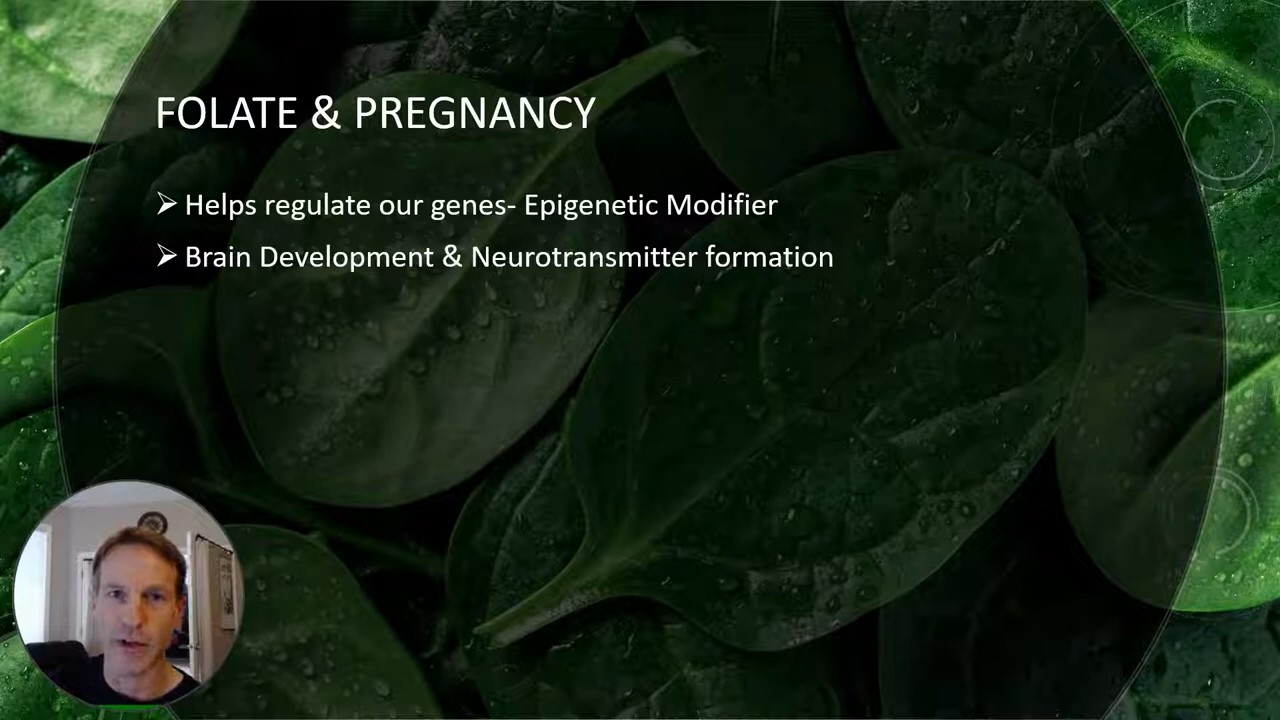 FOLATE & PREGNANCY
➢ Helps regulate our genes- Epigenetic Modifier
➢ Brain Development & Neurotransmitter formation